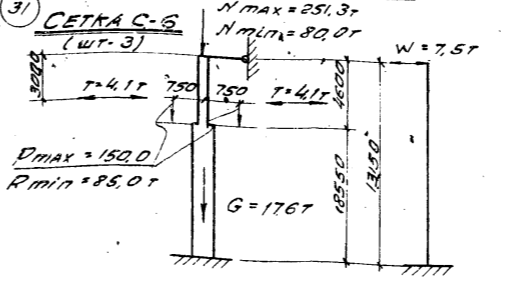 31
СЕТКА С-6
(шт-3)
N max = 251,3т
N min = 80,0т
W = 7,5т
3000
T=4,1т
750
750
T=4,1т
4600
Dmax = 150,0
Rmin = 85,0т
G = 17,6т
18550
13150